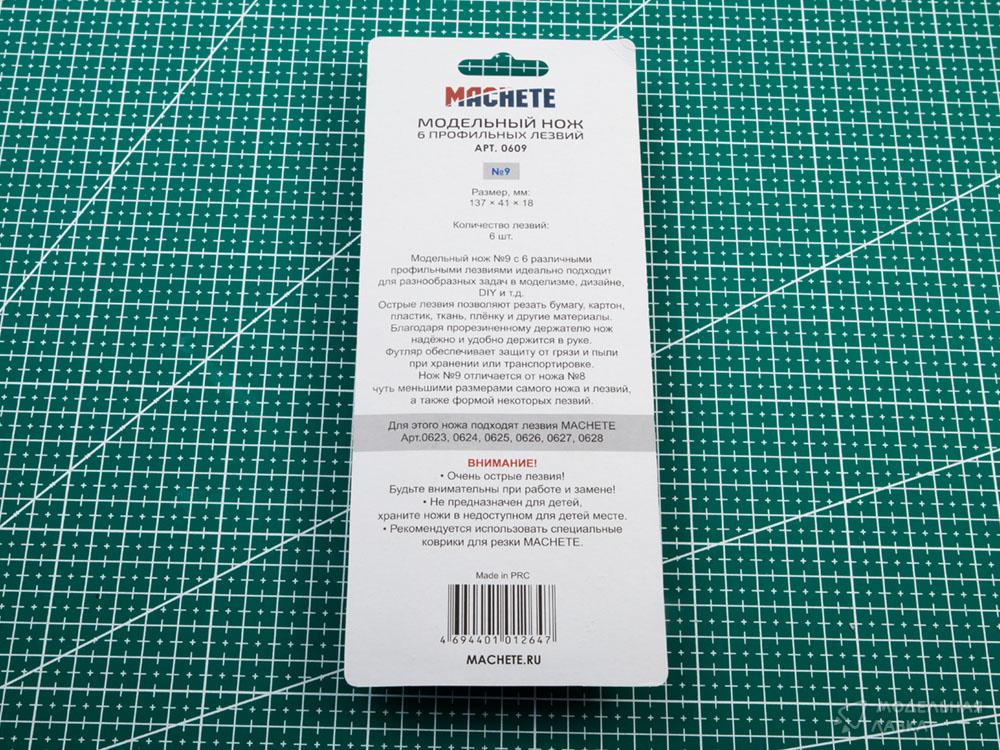 MACHETE
МОДЕЛЬНЫЙ НОЖ
6 ПРОФИЛЬНЫХ ЛЕЗВИЙ
АРТ. 0609
№9
Размер, мм:
137 × 41 × 18
Количество лезвий:
6 шт.
Модельный нож №9 с 6 различными
профильными лезвиями идеально подходит
для разнообразных задач в моделизме, дизайне,
DIY и т.д.
Острые лезвия позволяют резать бумагу, картон,
пластик, ткань, плёнку и другие материалы.
Благодаря прорезиненному держателю нож
надёжно и удобно держится в руке.
Футляр обеспечивает защиту от грязи и пыли
при хранении или транспортировке.
Нож №9 отличается от ножа №8
чуть меньшими размерами самого ножа и лезвий,
а также формой некоторых лезвий.
Для этого ножа подходят лезвия MACHETE
Арт.0623, 0624, 0625, 0626, 0627, 0628
ВНИМАНИЕ!
• Очень острые лезвия!
Будьте внимательны при работе и замене!
• Не предназначен для детей,
храните ножи в недоступном для детей месте.
• Рекомендуется использовать специальные
коврики для резки MACHETE.
Made in PRC
4 694401 012647
MACHETE.RU
МОДЕЛЬНАЯ
ЛАВКА